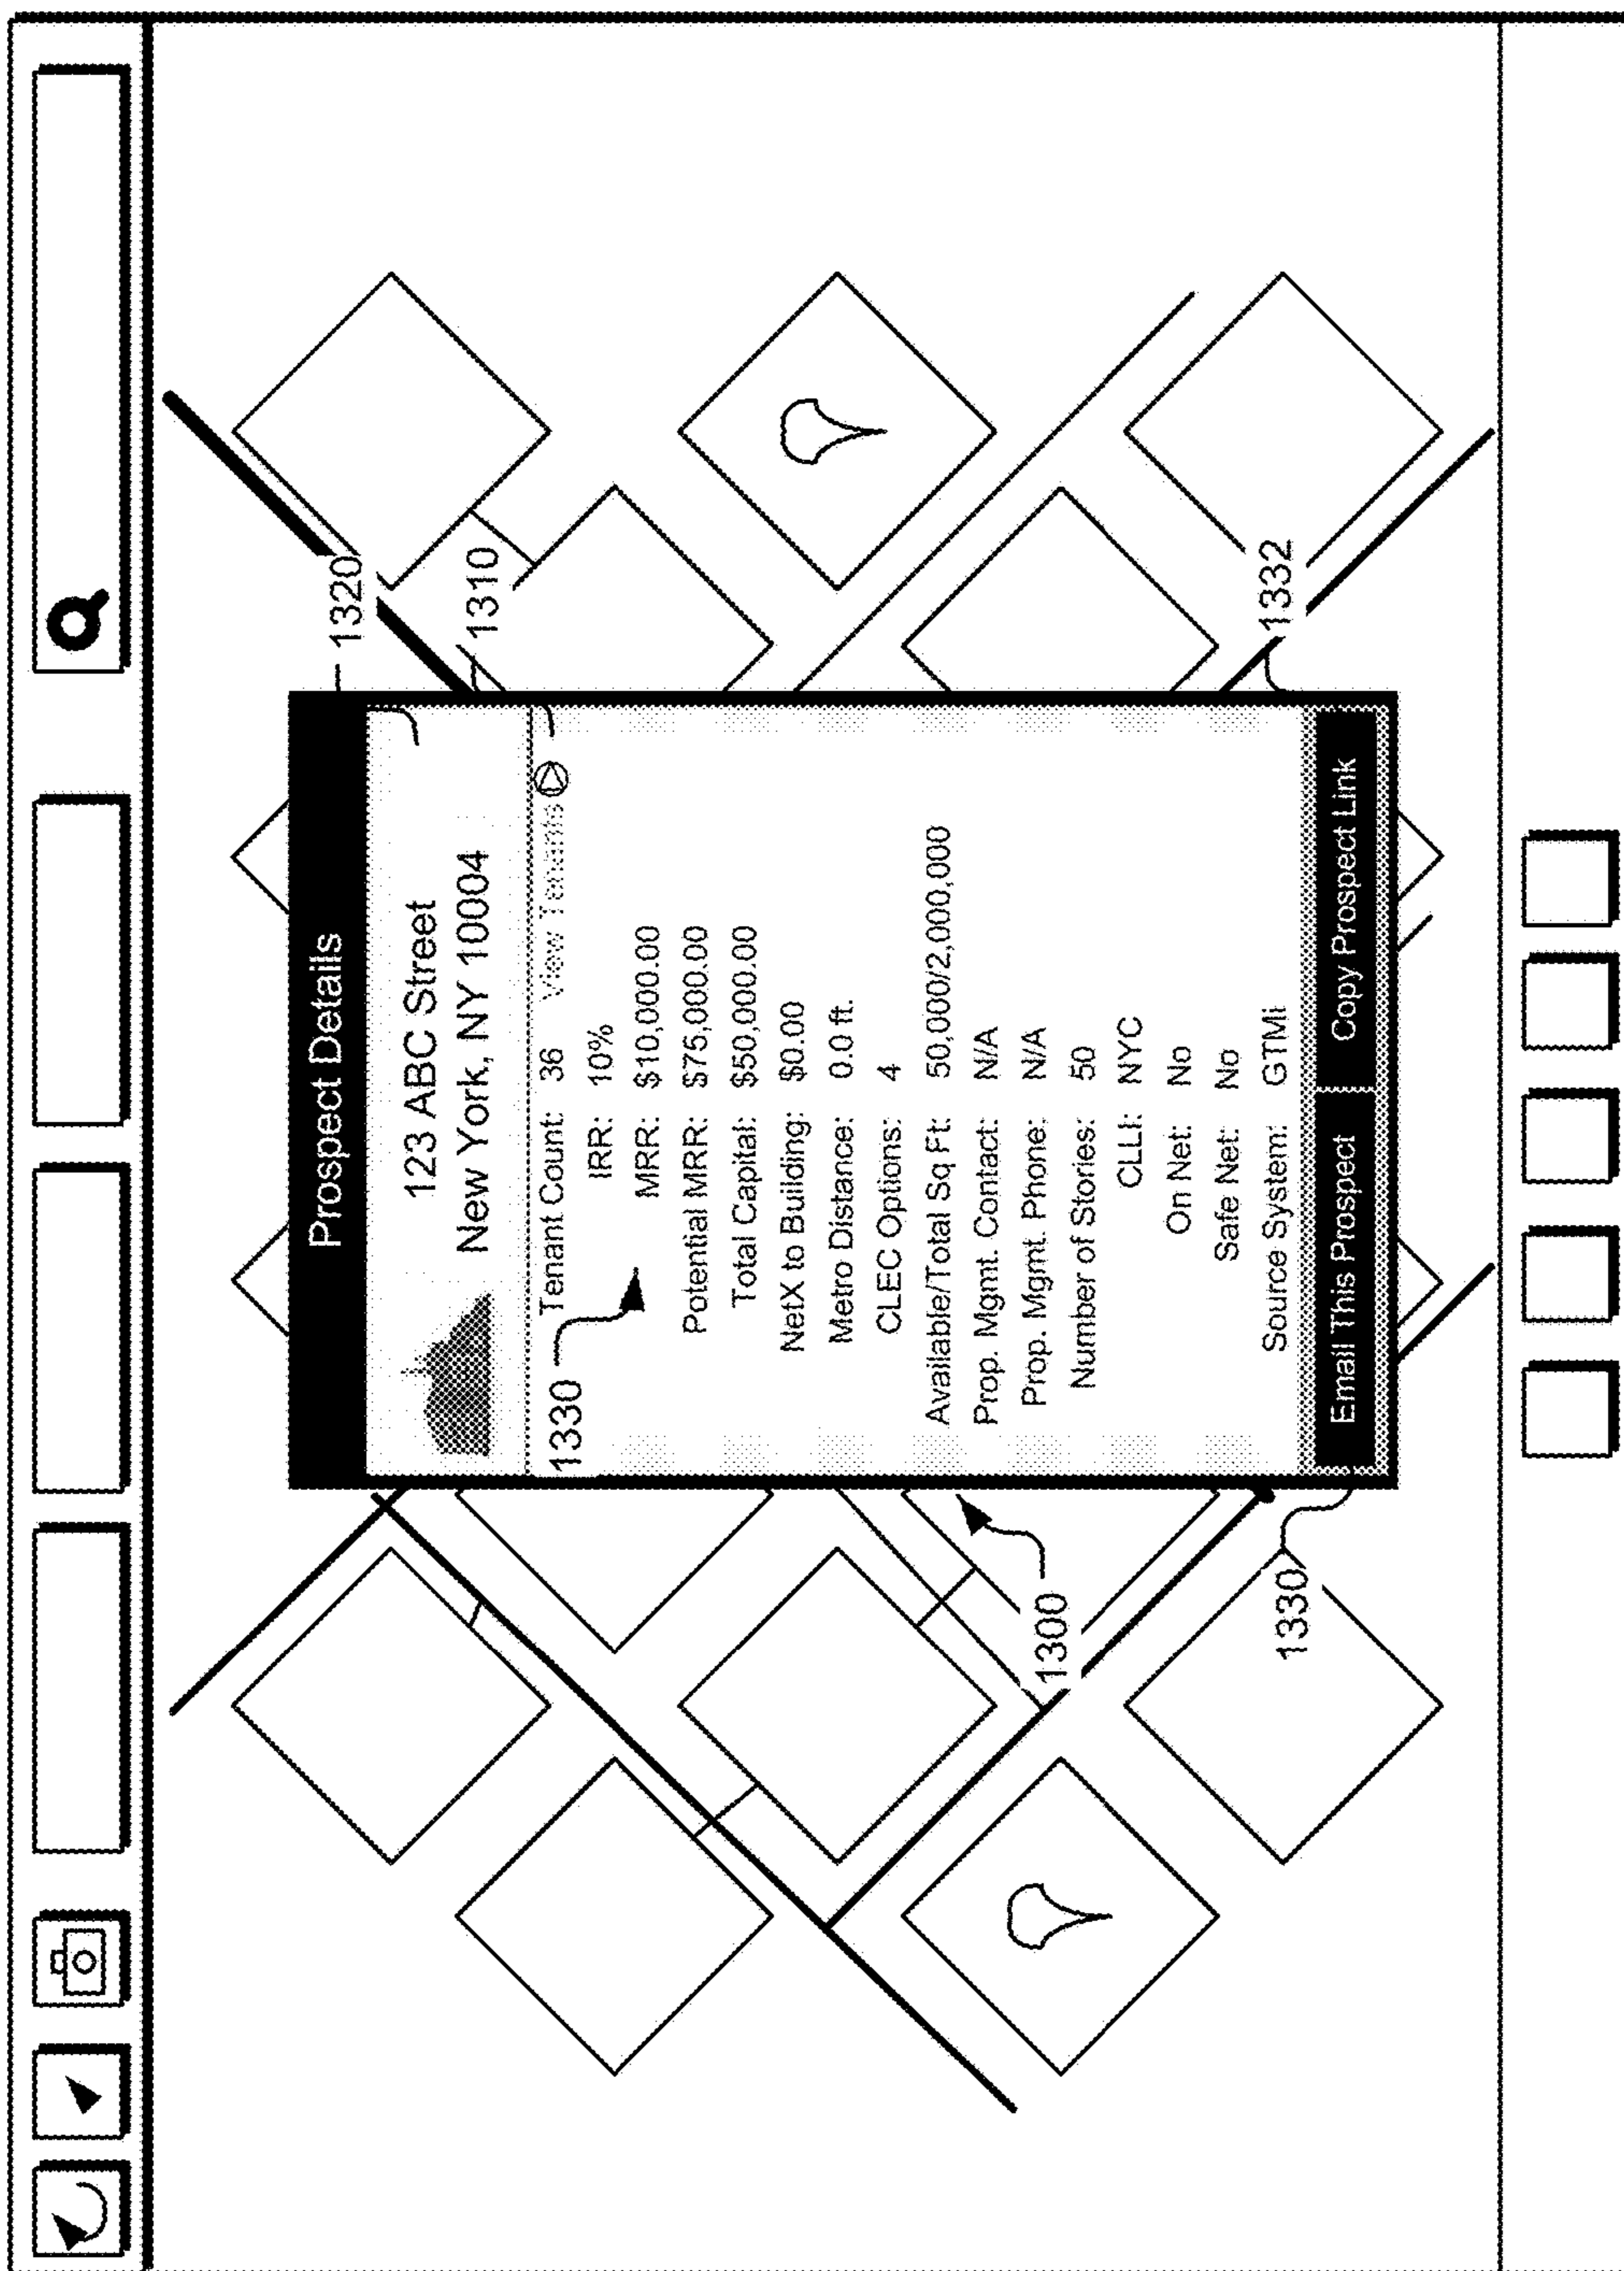 1320
1310
Prospect Details
123 ABC Street
New York, NY 10004
1330
Tenant Count: 36 View Tenants
IRR: 10%
MRR: $10,000.00
Potential MRR: $75,000.00
Total Capital: $50,000.00
NetX to Building: $0.00
Metro Distance: 0.0 ft.
CLEC Options: 4
Available/Total Sq Ft: 50,000/2,000,000
Prop. Mgmt. Contact: N/A
Prop. Mgmt. Phone: N/A
Number of Stories: 50
CLLI: NYC
On Net: No
Safe Net: No
Source System: GTMi
Email This Prospect Copy Prospect Link
1300
1330
1332